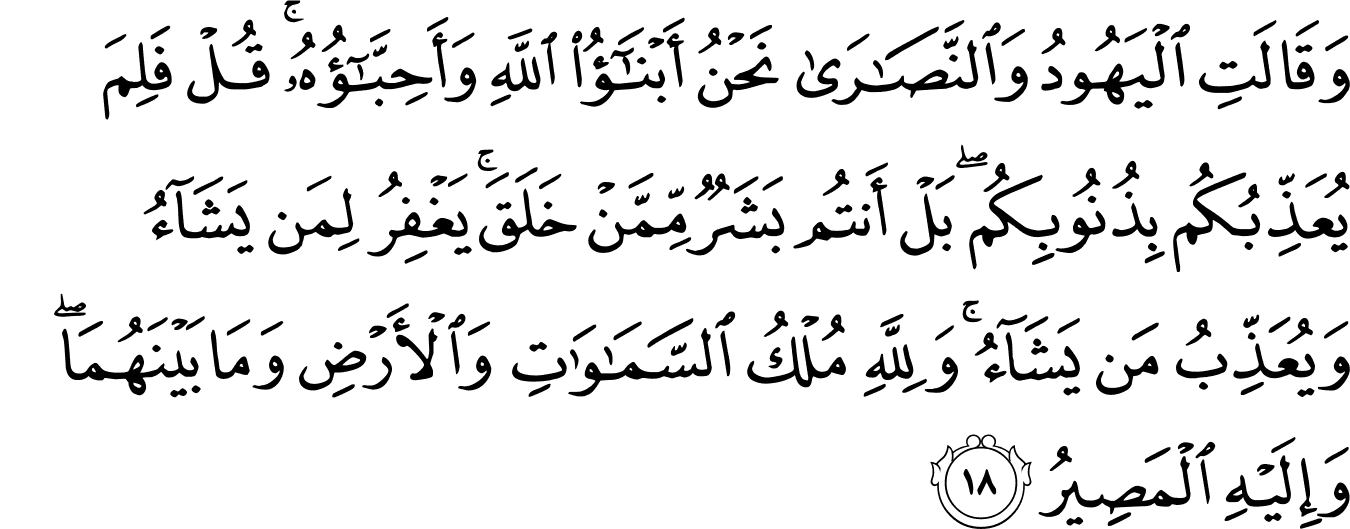 وَقَالَتِ ٱلْيَهُودُ وَٱلنَّصَـٰرَىٰ نَحْنُ أَبْنَـٰٓؤُا۟ ٱللَّهِ وَأَحِبَّـٰٓؤُهُۥ ۚ قُلْ فَلِمَ
يُعَذِّبُكُم بِذُنُوبِكُم ۖ بَلْ أَنتُم بَشَرٌ مِّمَّنْ خَلَقَ ۚ يَغْفِرُ لِمَن يَشَآءُ
وَيُعَذِّبُ مَن يَشَآءُ ۚ وَلِلَّهِ مُلْكُ ٱلسَّمَـٰوَٰتِ وَٱلْأَرْضِ وَمَا بَيْنَهُمَا ۖ
وَإِلَيْهِ ٱلْمَصِيرُ ١٨